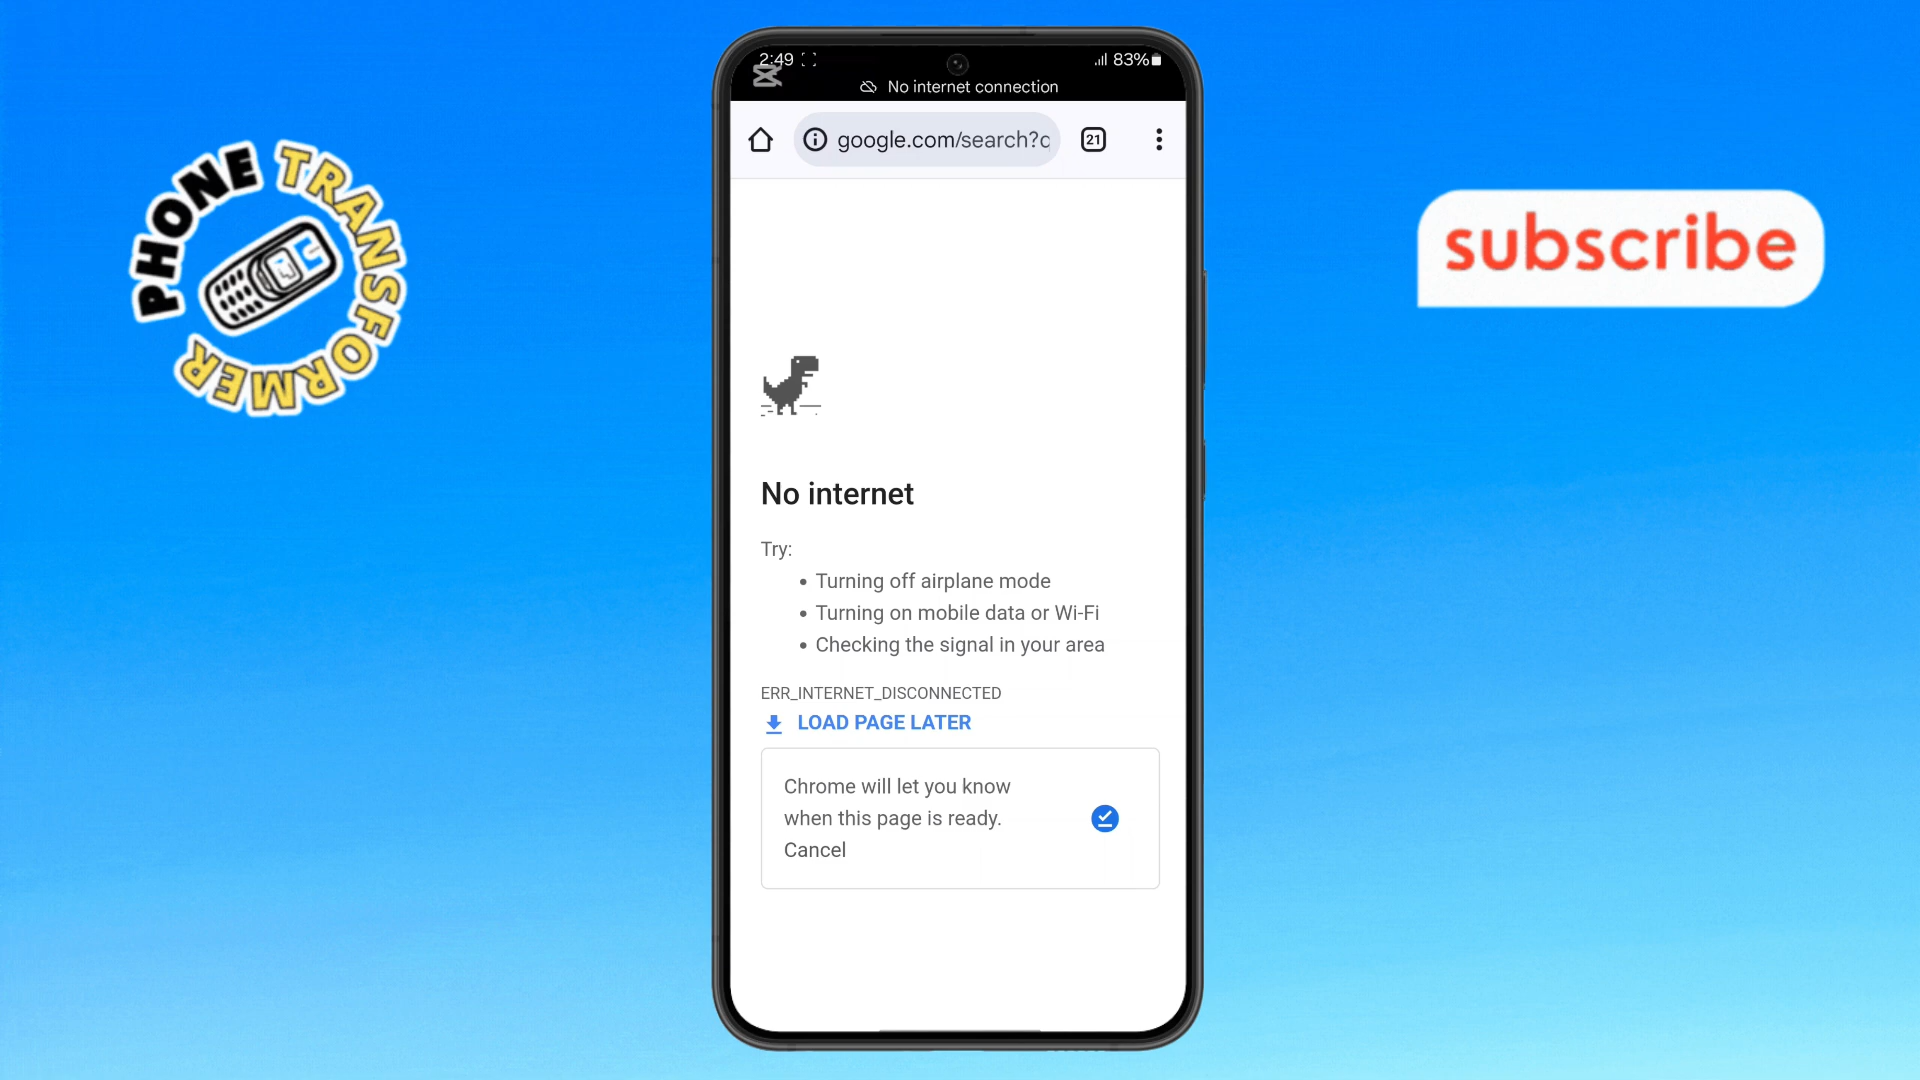 PHONE TRANSFORMER
subscribe
2:49
83%
No internet connection
google.com/search?c
21
No internet
Try:
• Turning off airplane mode
• Turning on mobile data or Wi-Fi
• Checking the signal in your area
ERR_INTERNET_DISCONNECTED
LOAD PAGE LATER
Chrome will let you know
when this page is ready.
Cancel